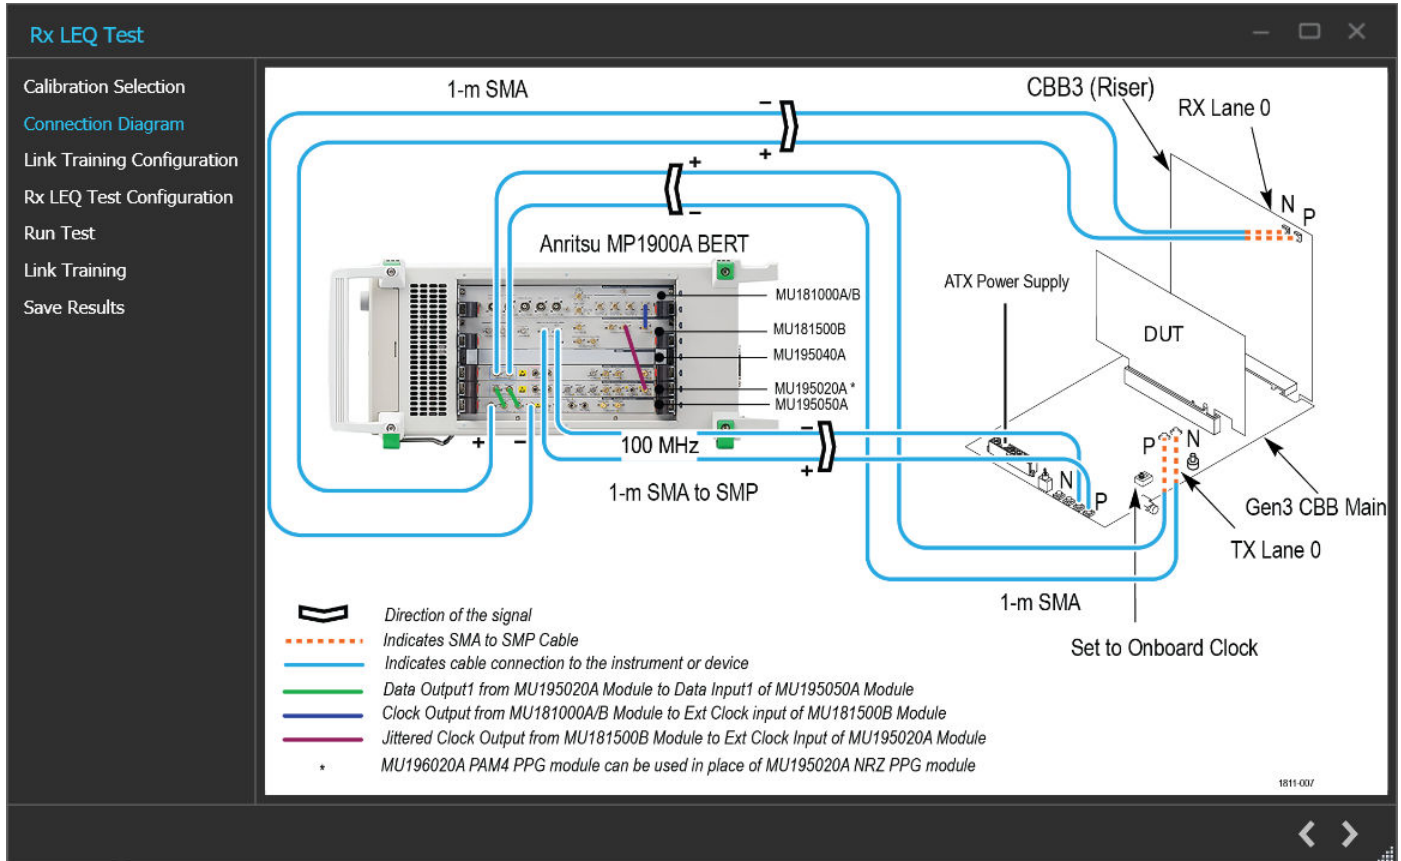 Rx LEQ Test
Calibration Selection
Connection Diagram
Link Training Configuration
Rx LEQ Test Configuration
Run Test
Link Training
Save Results
1-m SMA
CBB3 (Riser)
RX Lane 0
N
P
−
+
+
−
Anritsu MP1900A BERT
MU181000A/B
MU181500B
MU195040A
MU195020A *
MU195050A
ATX Power Supply
DUT
+
−
100 MHz
−
+
1-m SMA to SMP
N
P
P
N
Gen3 CBB Main
TX Lane 0
1-m SMA
Set to Onboard Clock
Direction of the signal
Indicates SMA to SMP Cable
Indicates cable connection to the instrument or device
Data Output1 from MU195020A Module to Data Input1 of MU195050A Module
Clock Output from MU181000A/B Module to Ext Clock input of MU181500B Module
Jittered Clock Output from MU181500B Module to Ext Clock Input of MU195020A Module
* MU196020A PAM4 PPG module can be used in place of MU195020A NRZ PPG module
1811-007